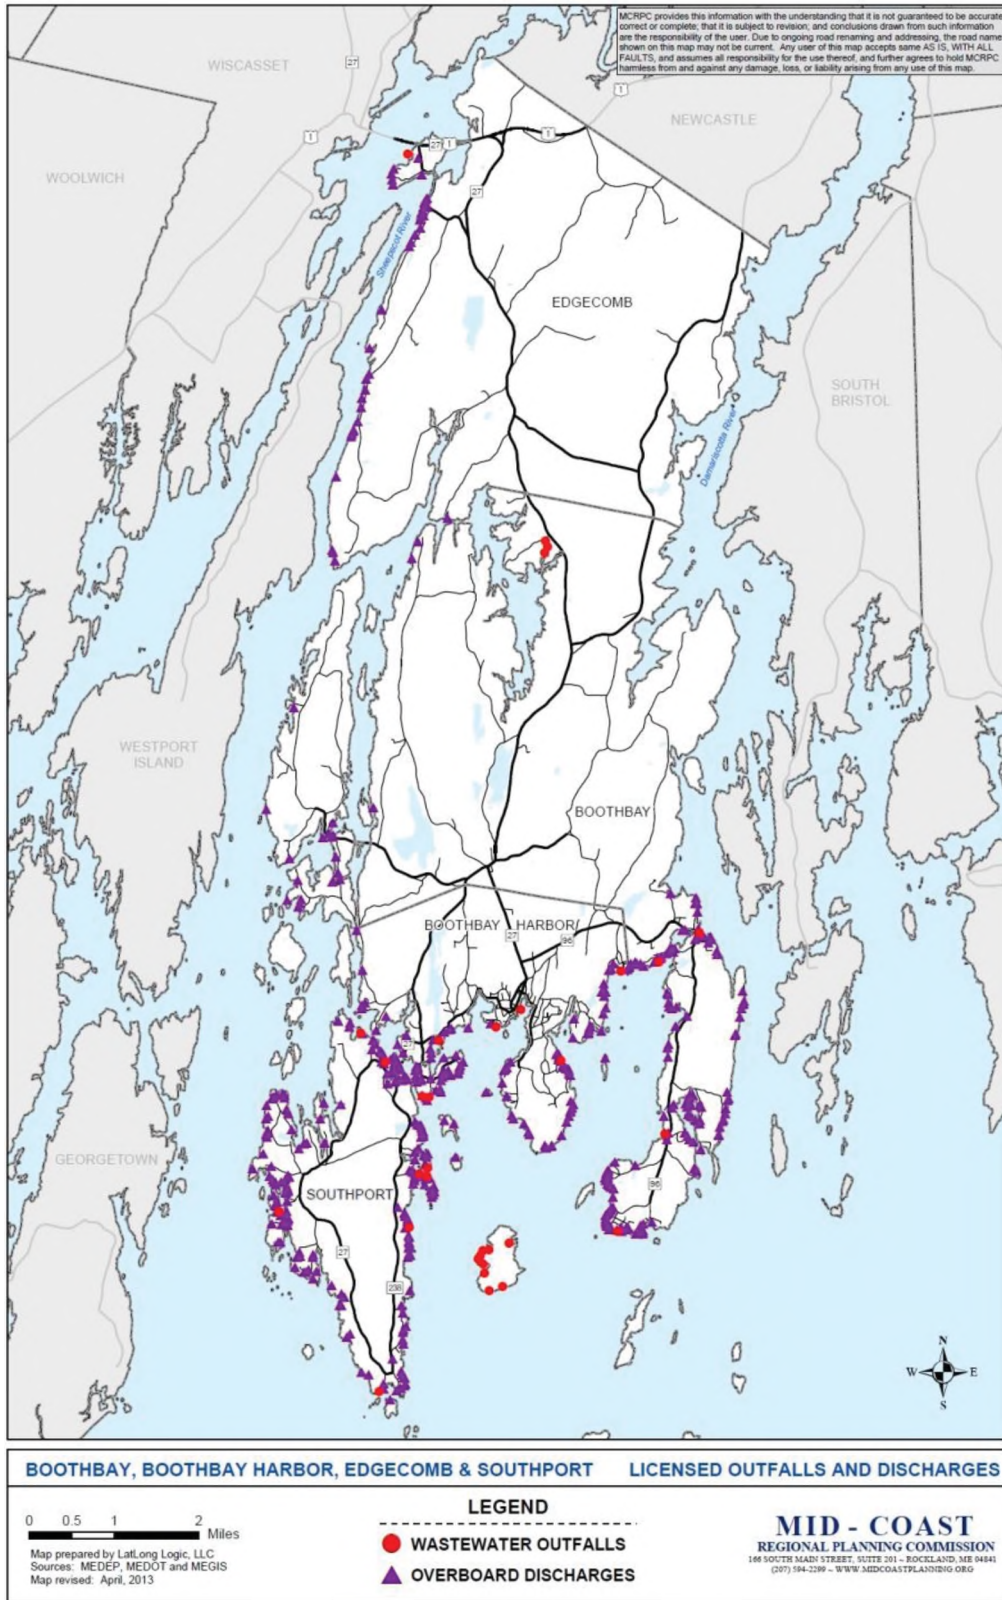 MCRPC provides this information with the understanding that it is not guaranteed to be accurate,
correct or complete; that it is subject to revision; and conclusions drawn from such information
are the responsibility of the user. Due to ongoing road renaming and addressing, the road names
shown on this map may not be current. Any user of this map accepts same AS IS, WITH ALL
FAULTS, and assumes all responsibility for the use thereof, and further agrees to hold MCRPC
harmless from and against any damage, loss, or liability arising from any use of this map.
WISCASSET
27
1
NEWCASTLE
1
27
1
1
WOOLWICH
27
Sheepscot River
EDGECOMB
SOUTH
BRISTOL
Damariscotta River
WESTPORT
ISLAND
BOOTHBAY
BOOTHBAY HARBOR
27
96
27
GEORGETOWN
SOUTHPORT
96
27
238
N
W
E
S
BOOTHBAY, BOOTHBAY HARBOR, EDGECOMB & SOUTHPORT LICENSED OUTFALLS AND DISCHARGES
LEGEND
0 0.5 1 2
Miles
WASTEWATER OUTFALLS
OVERBOARD DISCHARGES
Map prepared by LatLong Logic, LLC
Sources: MEDEP, MEDOT and MEGIS
Map revised: April, 2013
MID - COAST
REGIONAL PLANNING COMMISSION
166 SOUTH MAIN STREET, SUITE 201 – ROCKLAND, ME 04841
(207) 594-2299 – WWW.MIDCOASTPLANNING.ORG